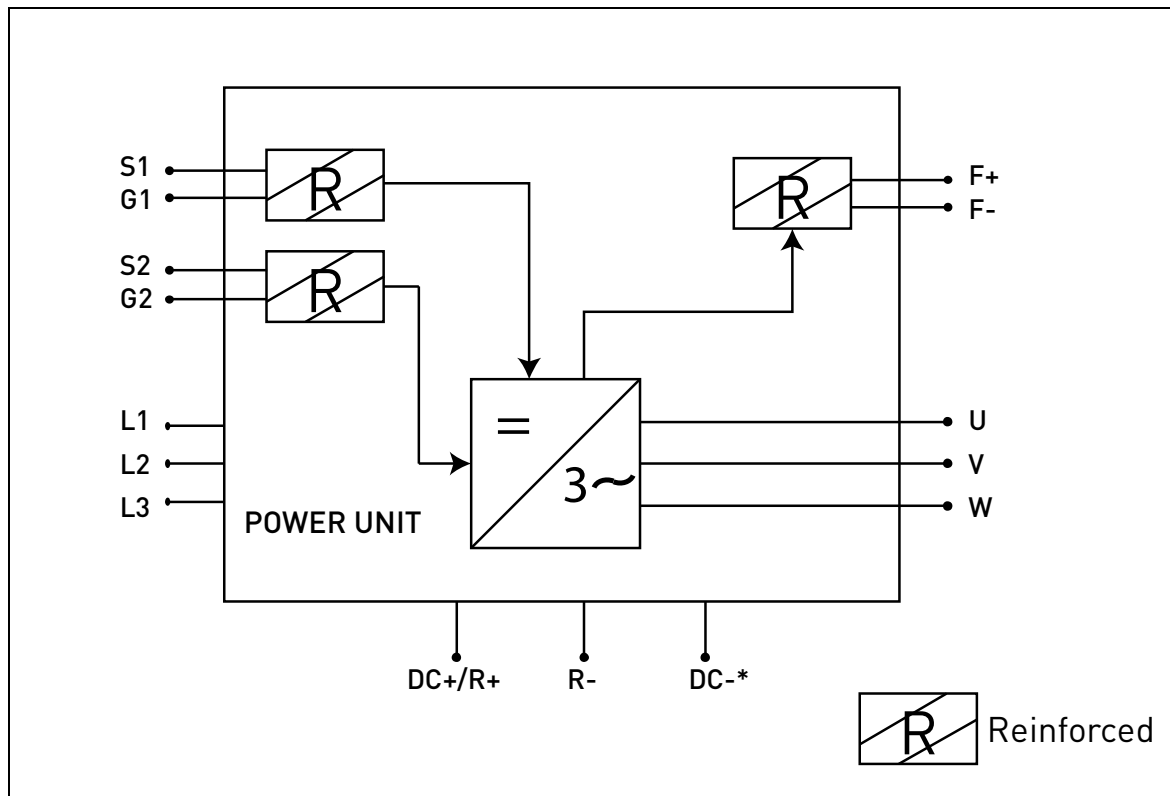 S1
G1
R
S2
G2
R
R
F+
F-
L1
L2
L3
POWER UNIT
=
3~
U
V
W
DC+/R+
R-
DC-*
R
Reinforced